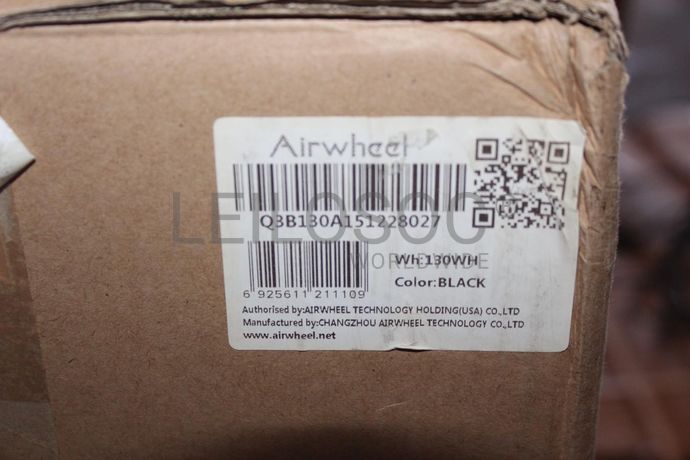 Airwheel
Q3B130A151228027
LEILOSOC
WORLDWIDE
Wh:130WH
Color:BLACK
6 925611 211109
Authorised by:AIRWHEEL TECHNOLOGY HOLDING(USA) CO.,LTD
Manufactured by:CHANGZHOU AIRWHEEL TECHNOLOGY CO.,LTD
www.airwheel.net